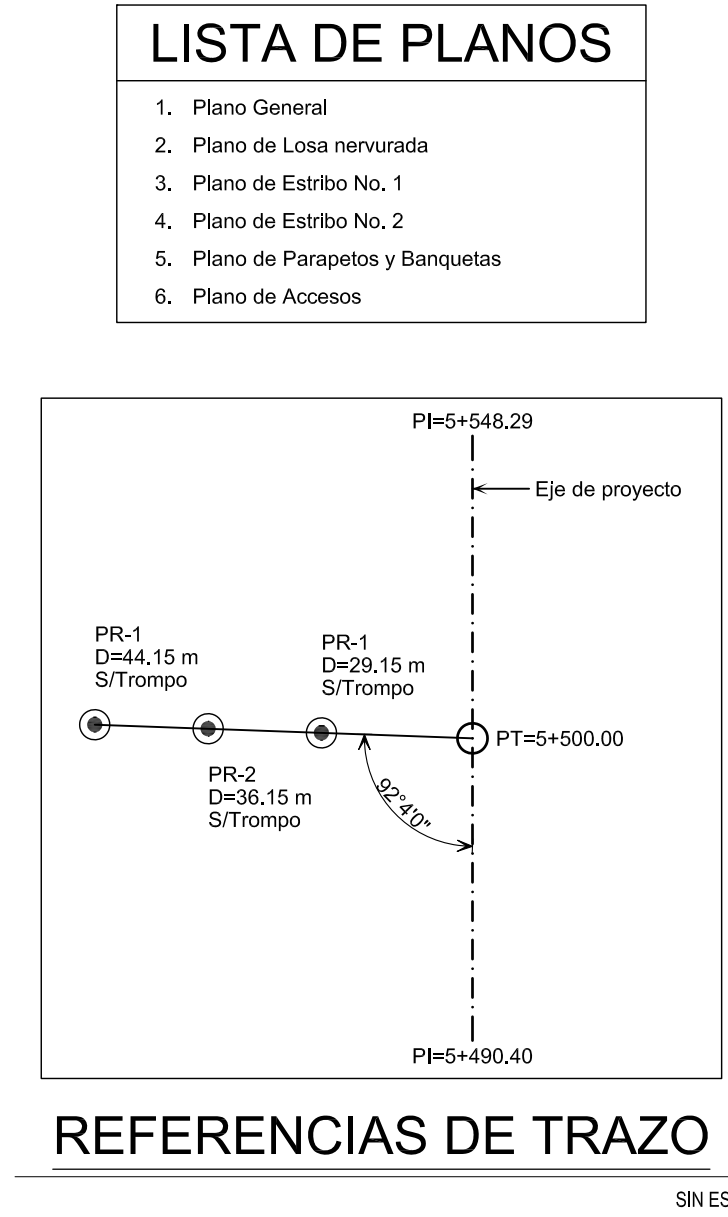 LISTA DE PLANOS
1. Plano General
2. Plano de Losa nervurada
3. Plano de Estribo No. 1
4. Plano de Estribo No. 2
5. Plano de Parapetos y Banquetas
6. Plano de Accesos
PI=5+548.29
Eje de proyecto
PR-1
D=44.15 m
S/Trompo
PR-1
D=29.15 m
S/Trompo
PT=5+500.00
PR-2
D=36.15 m
S/Trompo
92°4'0"
PI=5+490.40
REFERENCIAS DE TRAZO
SIN ES